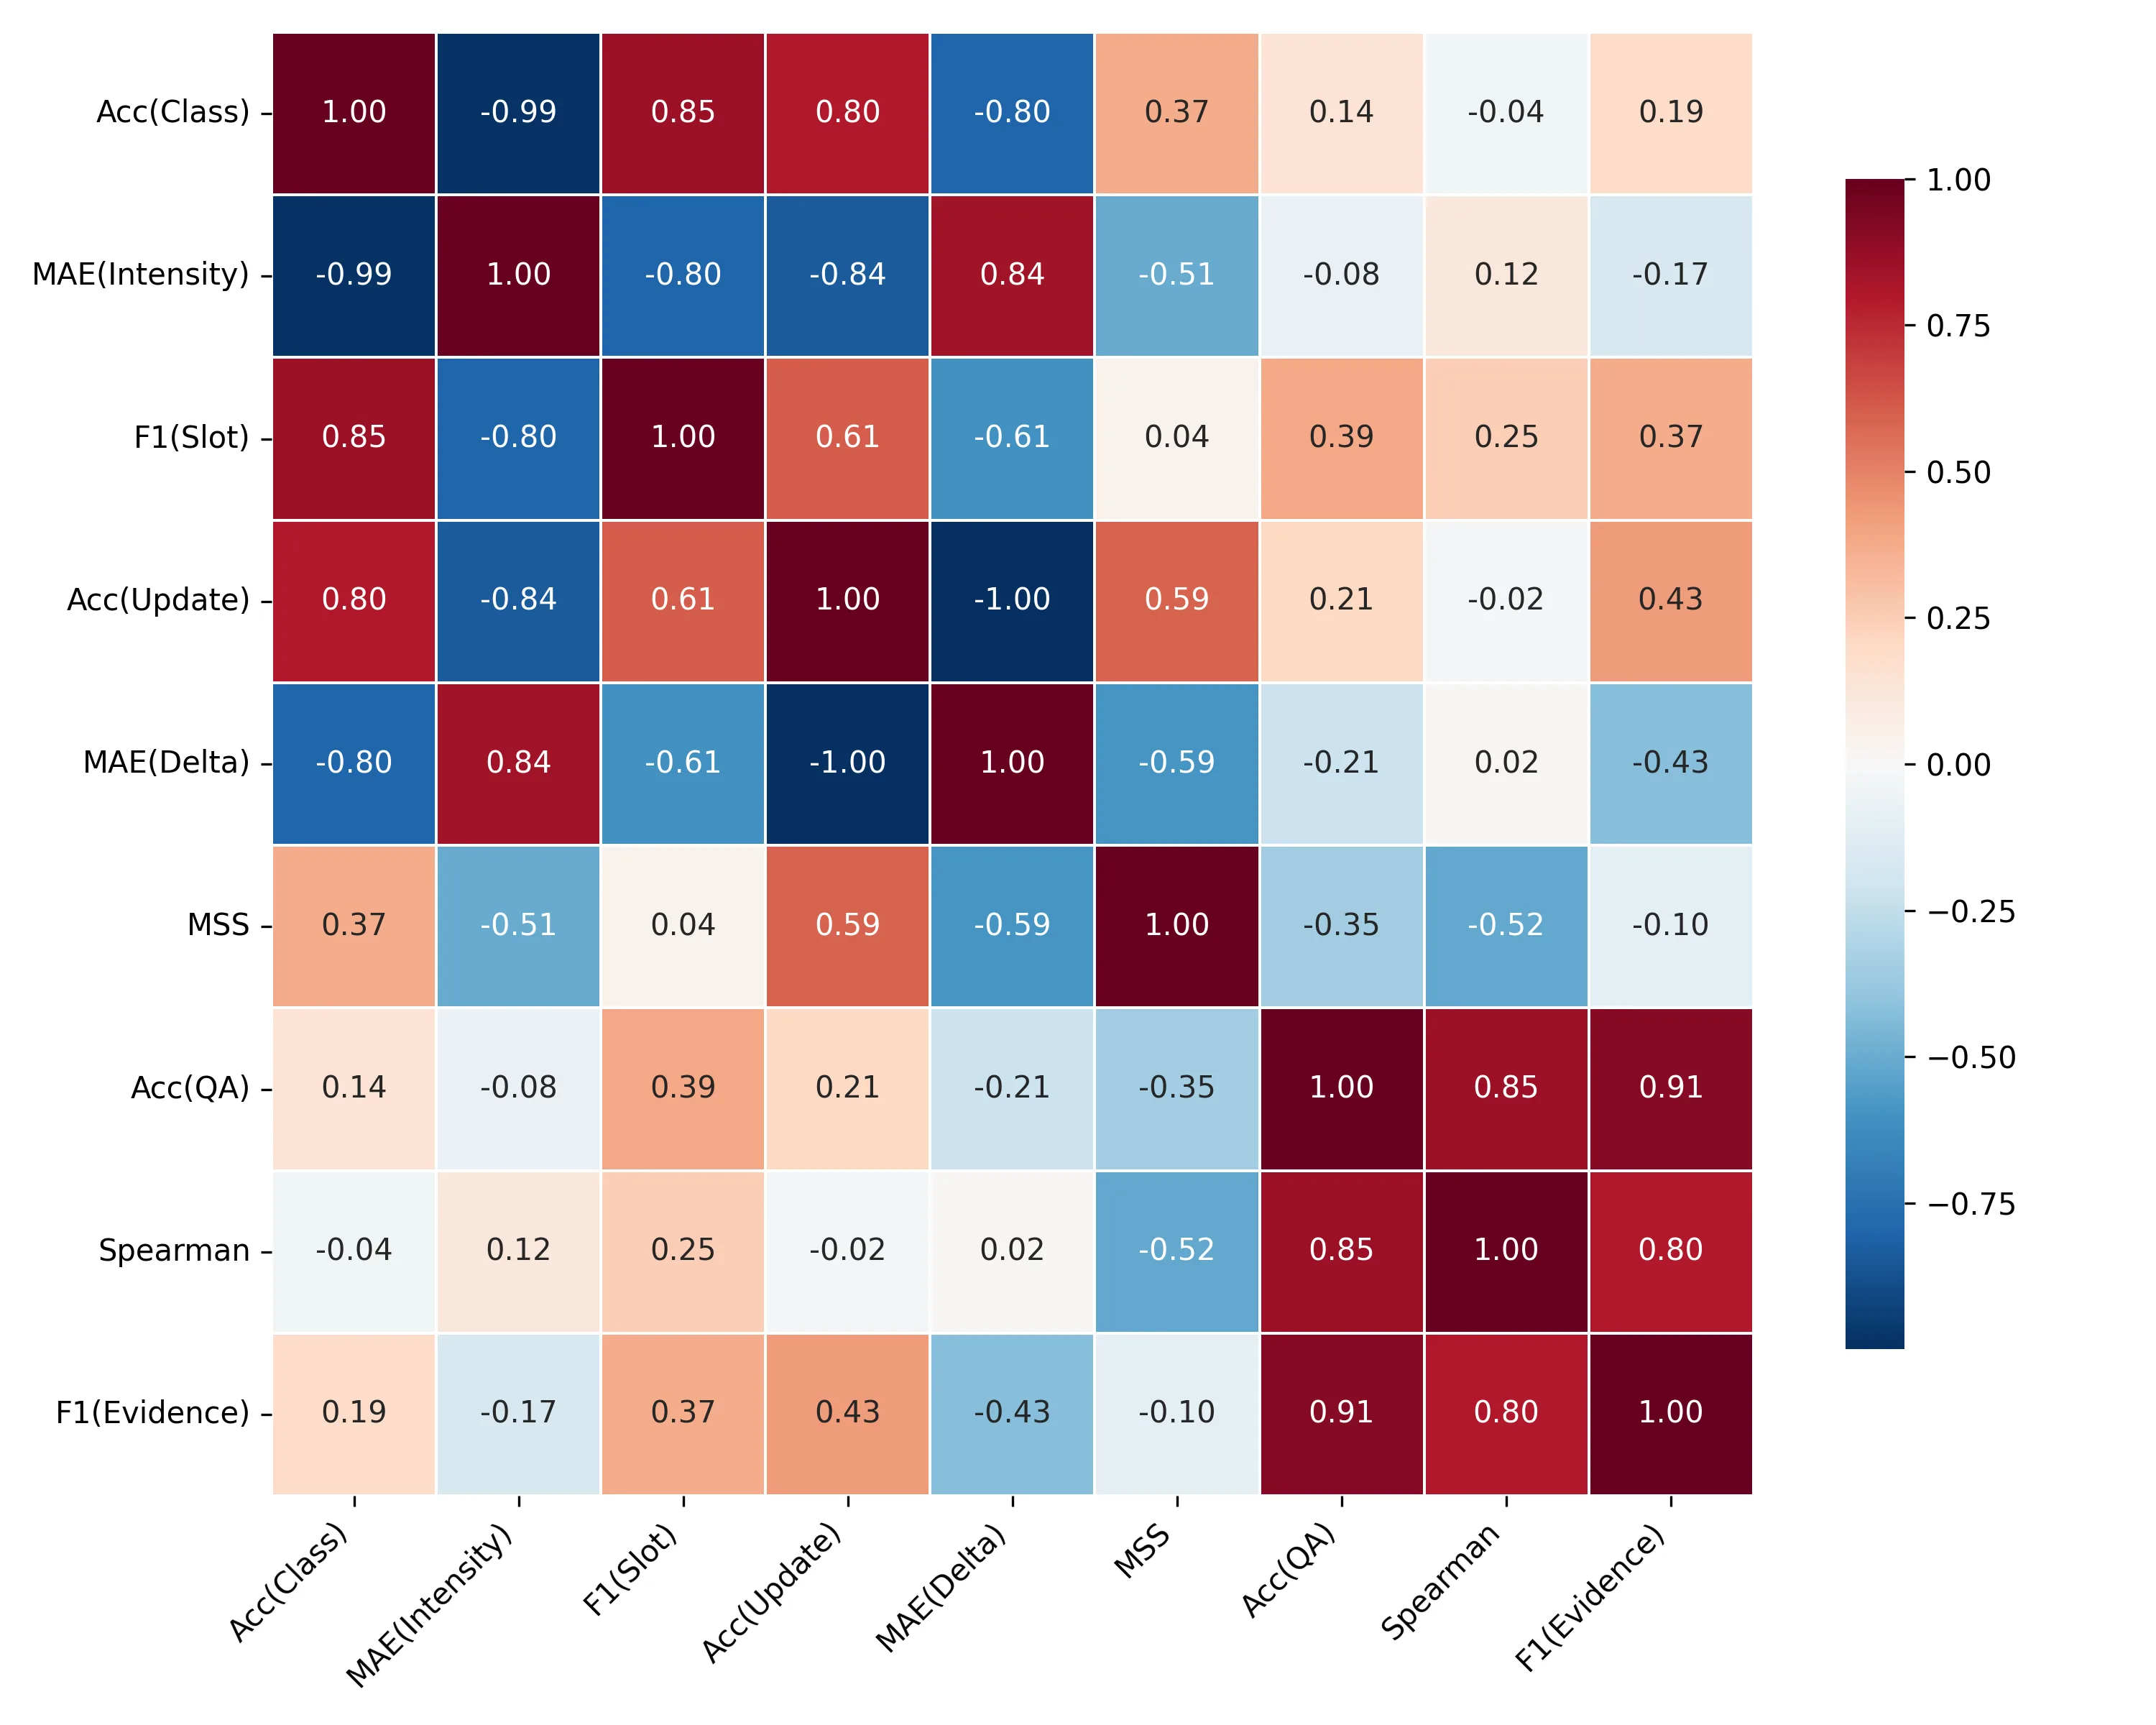 Acc(Class) 1.00 -0.99 0.85 0.80 -0.80 0.37 0.14 -0.04 0.19
MAE(Intensity) -0.99 1.00 -0.80 -0.84 0.84 -0.51 -0.08 0.12 -0.17
F1(Slot) 0.85 -0.80 1.00 0.61 -0.61 0.04 0.39 0.25 0.37
Acc(Update) 0.80 -0.84 0.61 1.00 -1.00 0.59 0.21 -0.02 0.43
MAE(Delta) -0.80 0.84 -0.61 -1.00 1.00 -0.59 -0.21 0.02 -0.43
MSS 0.37 -0.51 0.04 0.59 -0.59 1.00 -0.35 -0.52 -0.10
Acc(QA) 0.14 -0.08 0.39 0.21 -0.21 -0.35 1.00 0.85 0.91
Spearman -0.04 0.12 0.25 -0.02 0.02 -0.52 0.85 1.00 0.80
F1(Evidence) 0.19 -0.17 0.37 0.43 -0.43 -0.10 0.91 0.80 1.00
Acc(Class) MAE(Intensity) F1(Slot) Acc(Update) MAE(Delta) MSS Acc(QA) Spearman F1(Evidence)
1.00
0.75
0.50
0.25
0.00
−0.25
−0.50
−0.75